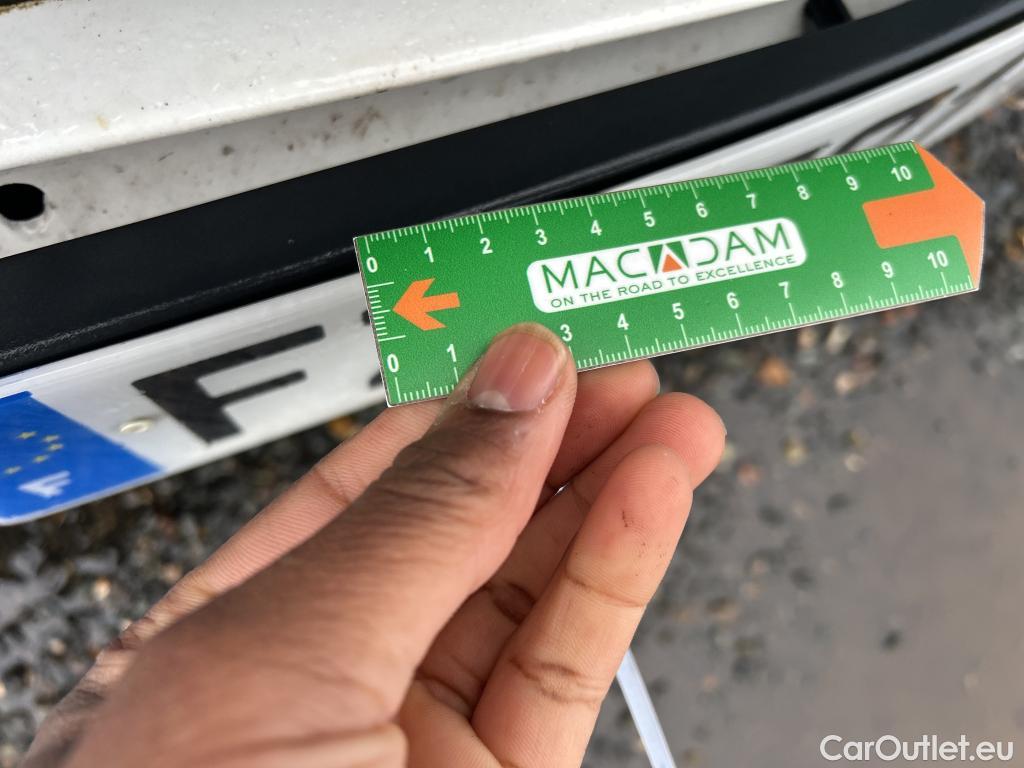 0 1 2 3 4 5 6 7 8 9 10
MACADAM
ON THE ROAD TO EXCELLENCE
0 1 3 4 5 6 7 8 9 10
F
F
CarOutlet.eu